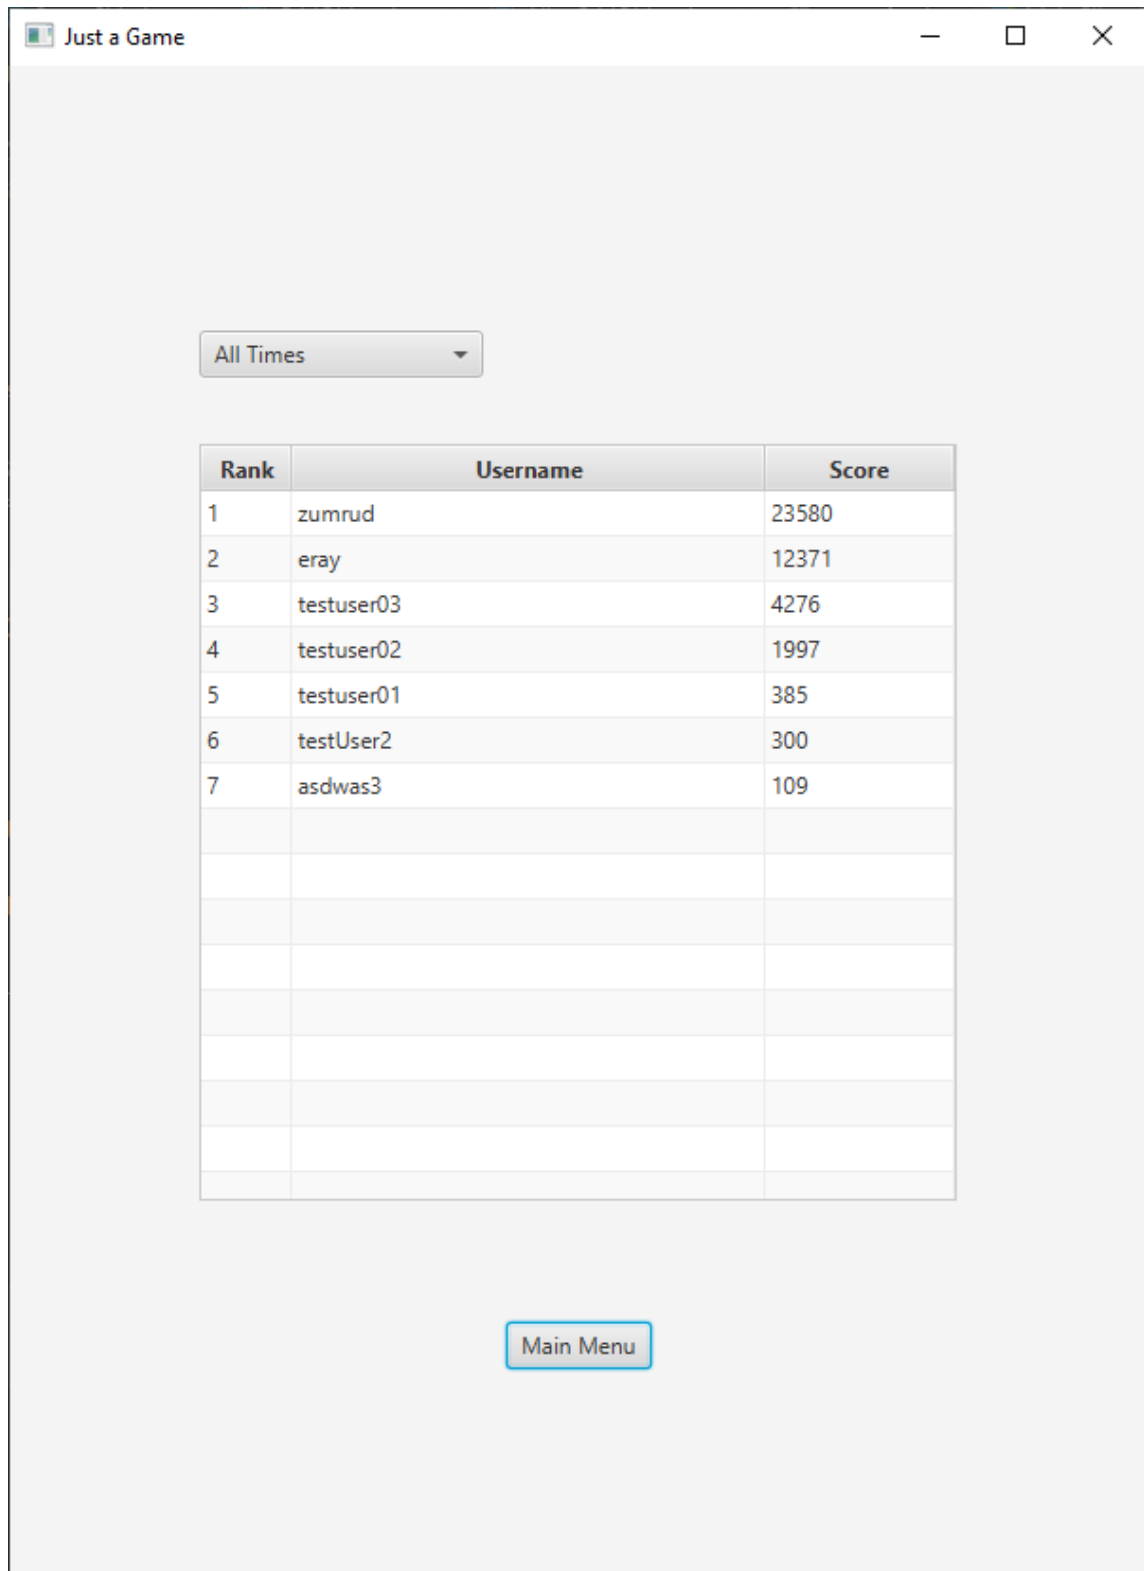 Just a Game
All Times
Rank Username Score
1 zumrud 23580
2 eray 12371
3 testuser03 4276
4 testuser02 1997
5 testuser01 385
6 testUser2 300
7 asdwas3 109
Main Menu